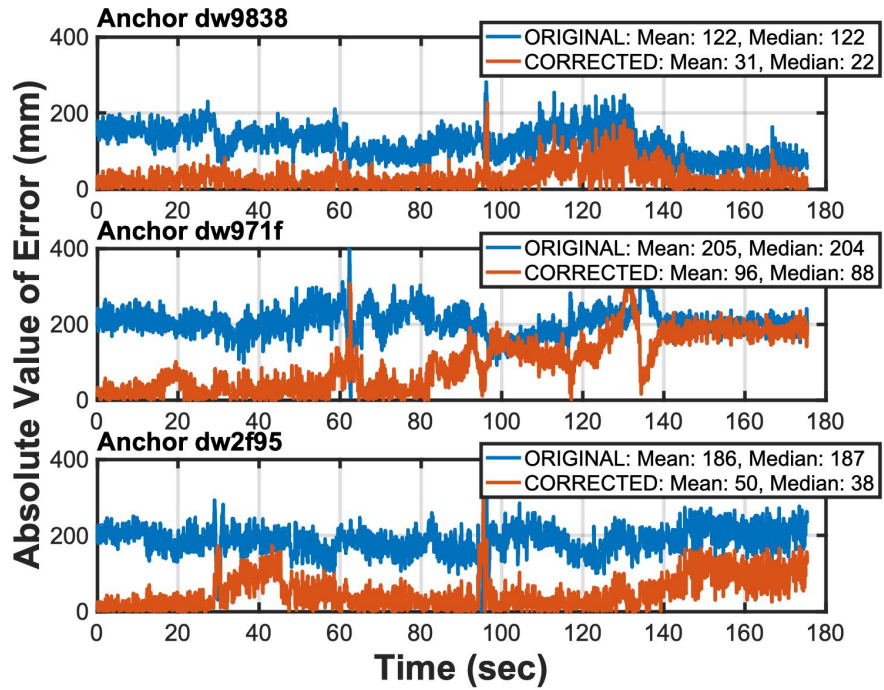 Anchor dw9838
ORIGINAL: Mean: 122, Median: 122
CORRECTED: Mean: 31, Median: 22
400
200
0
0 20 40 60 80 100 120 140 160 180
Anchor dw971f
ORIGINAL: Mean: 205, Median: 204
CORRECTED: Mean: 96, Median: 88
400
200
0
0 20 40 60 80 100 120 140 160 180
Anchor dw2f95
ORIGINAL: Mean: 186, Median: 187
CORRECTED: Mean: 50, Median: 38
400
200
0
0 20 40 60 80 100 120 140 160 180
Absolute Value of Error (mm)
Time (sec)